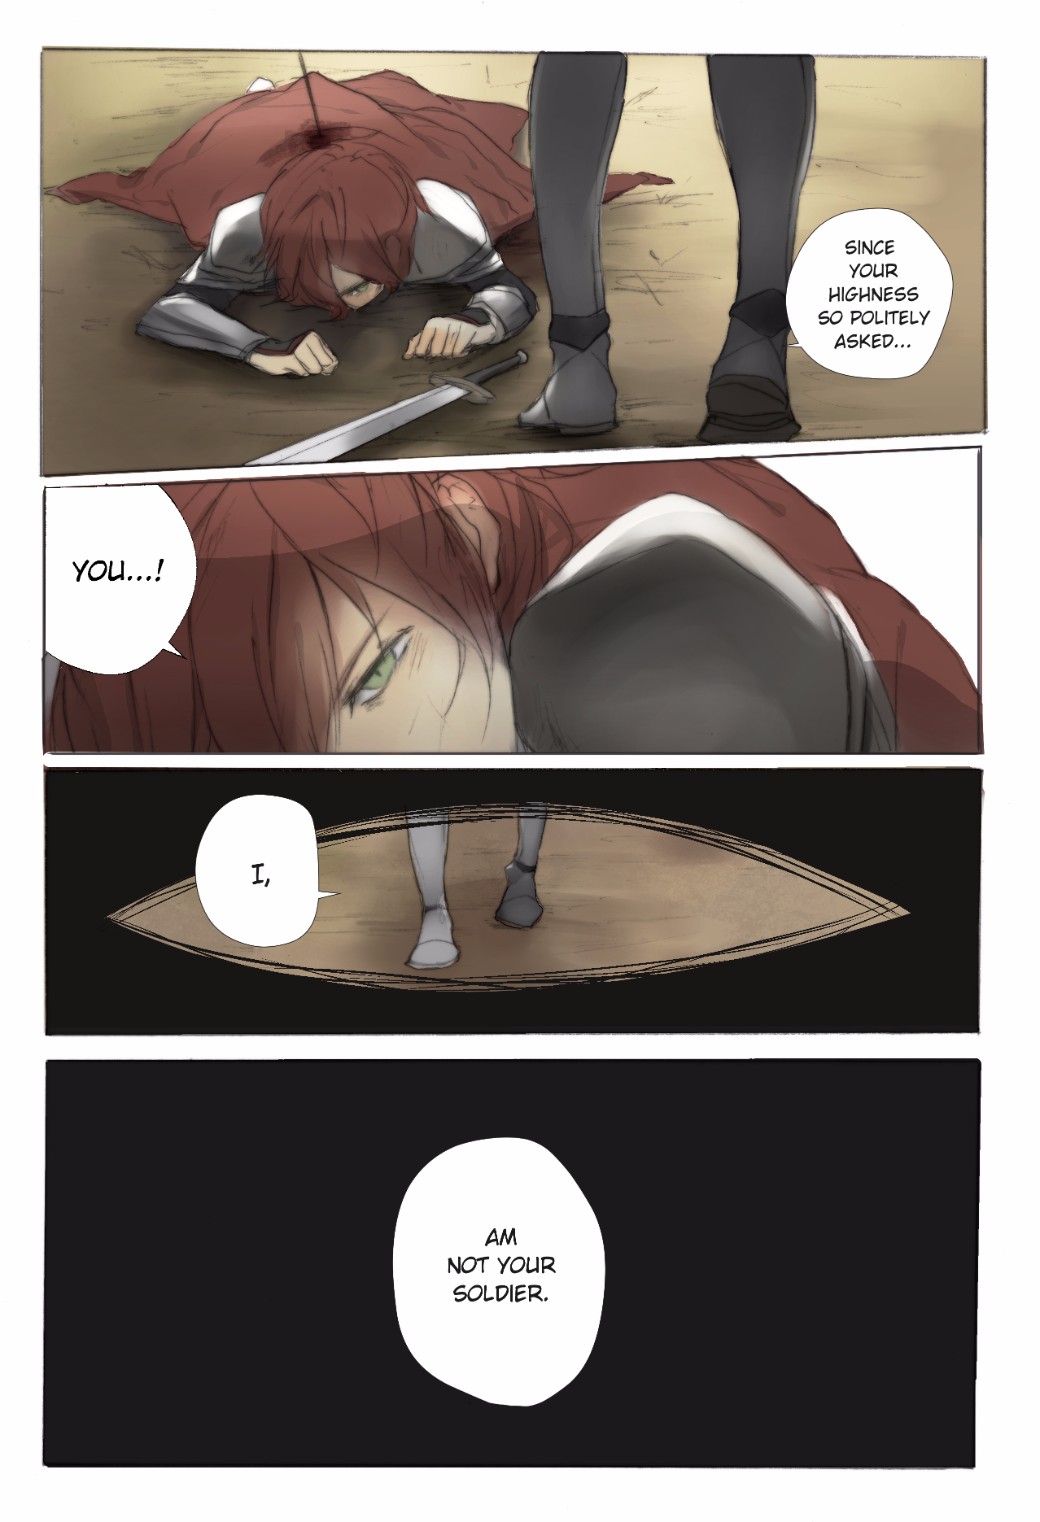 SINCE
YOUR
HIGHNESS
SO POLITELY
ASKED...
YOU...!
I,
AM
NOT YOUR
SOLDIER.